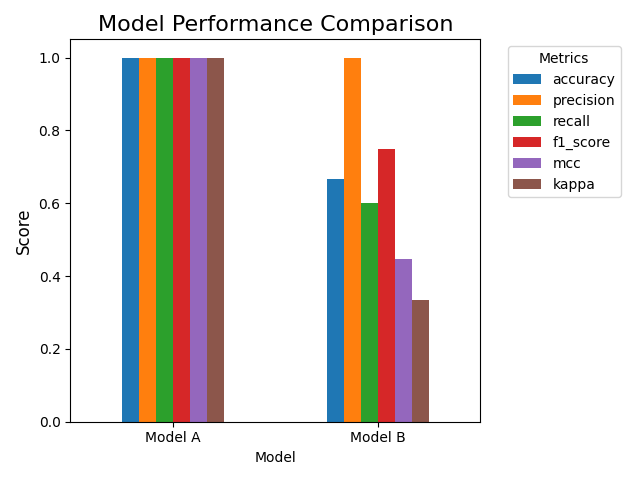 Model Performance Comparison
Score
1.0
0.8
0.6
0.4
0.2
0.0
Model A
Model B
Model
Metrics
accuracy
precision
recall
f1_score
mcc
kappa